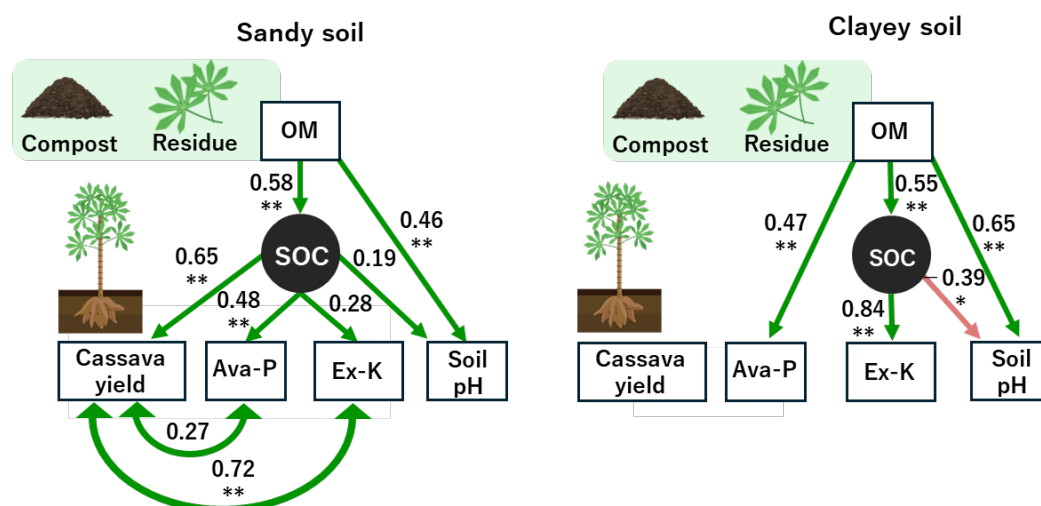 Sandy soil
Compost
Residue
OM
0.58
**
0.46
**
SOC
0.65
**
0.48
**
0.28
0.19
Cassava
yield
Ava-P
Ex-K
Soil
pH
0.27
0.72
**
Clayey soil
Compost
Residue
OM
0.47
**
0.55
**
0.65
**
SOC
−0.39
*
0.84
**
Cassava
yield
Ava-P
Ex-K
Soil
pH